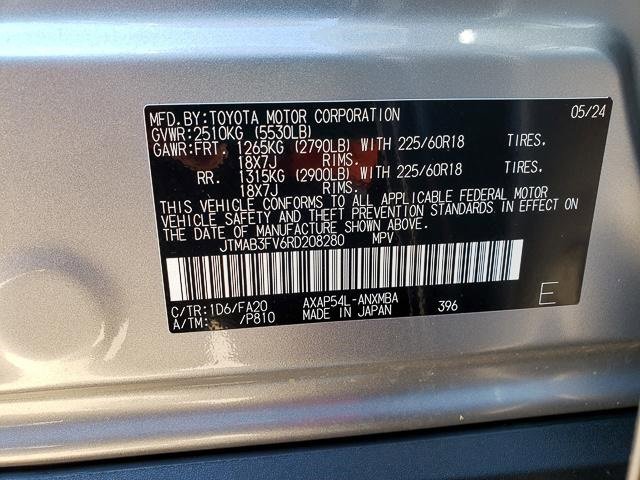 MFD.BY:TOYOTA MOTOR CORPORATION 05/24
GVWR:2510KG (5530LB)
GAWR:FRT. 1265KG (2790LB) WITH 225/60R18 TIRES.
18X7J RIMS.
RR. 1315KG (2900LB) WITH 225/60R18 TIRES.
18X7J RIMS.
THIS VEHICLE CONFORMS TO ALL APPLICABLE FEDERAL MOTOR
VEHICLE SAFETY AND THEFT PREVENTION STANDARDS IN EFFECT ON
THE DATE OF MANUFACTURE SHOWN ABOVE.
JTMAB3FV6RD208280 MPV
C/TR:1D6/FA20 AXAP54L-ANXMBA E
A/TM: /P810 MADE IN JAPAN 396